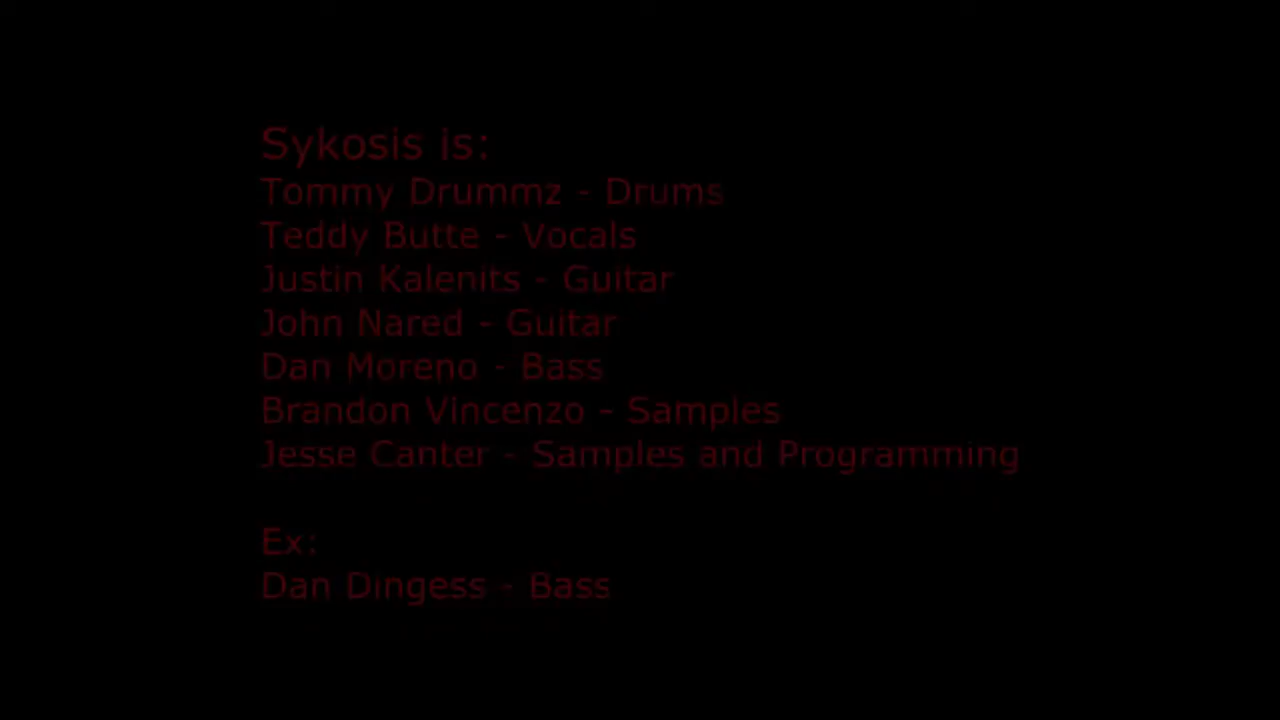 Sykosis is:
Tommy Drummz - Drums
Teddy Butte - Vocals
Justin Kalenits - Guitar
John Nared - Guitar
Dan Moreno - Bass
Brandon Vincenzo - Samples
Jesse Canter - Samples and Programming
Ex:
Dan Dingess - Bass